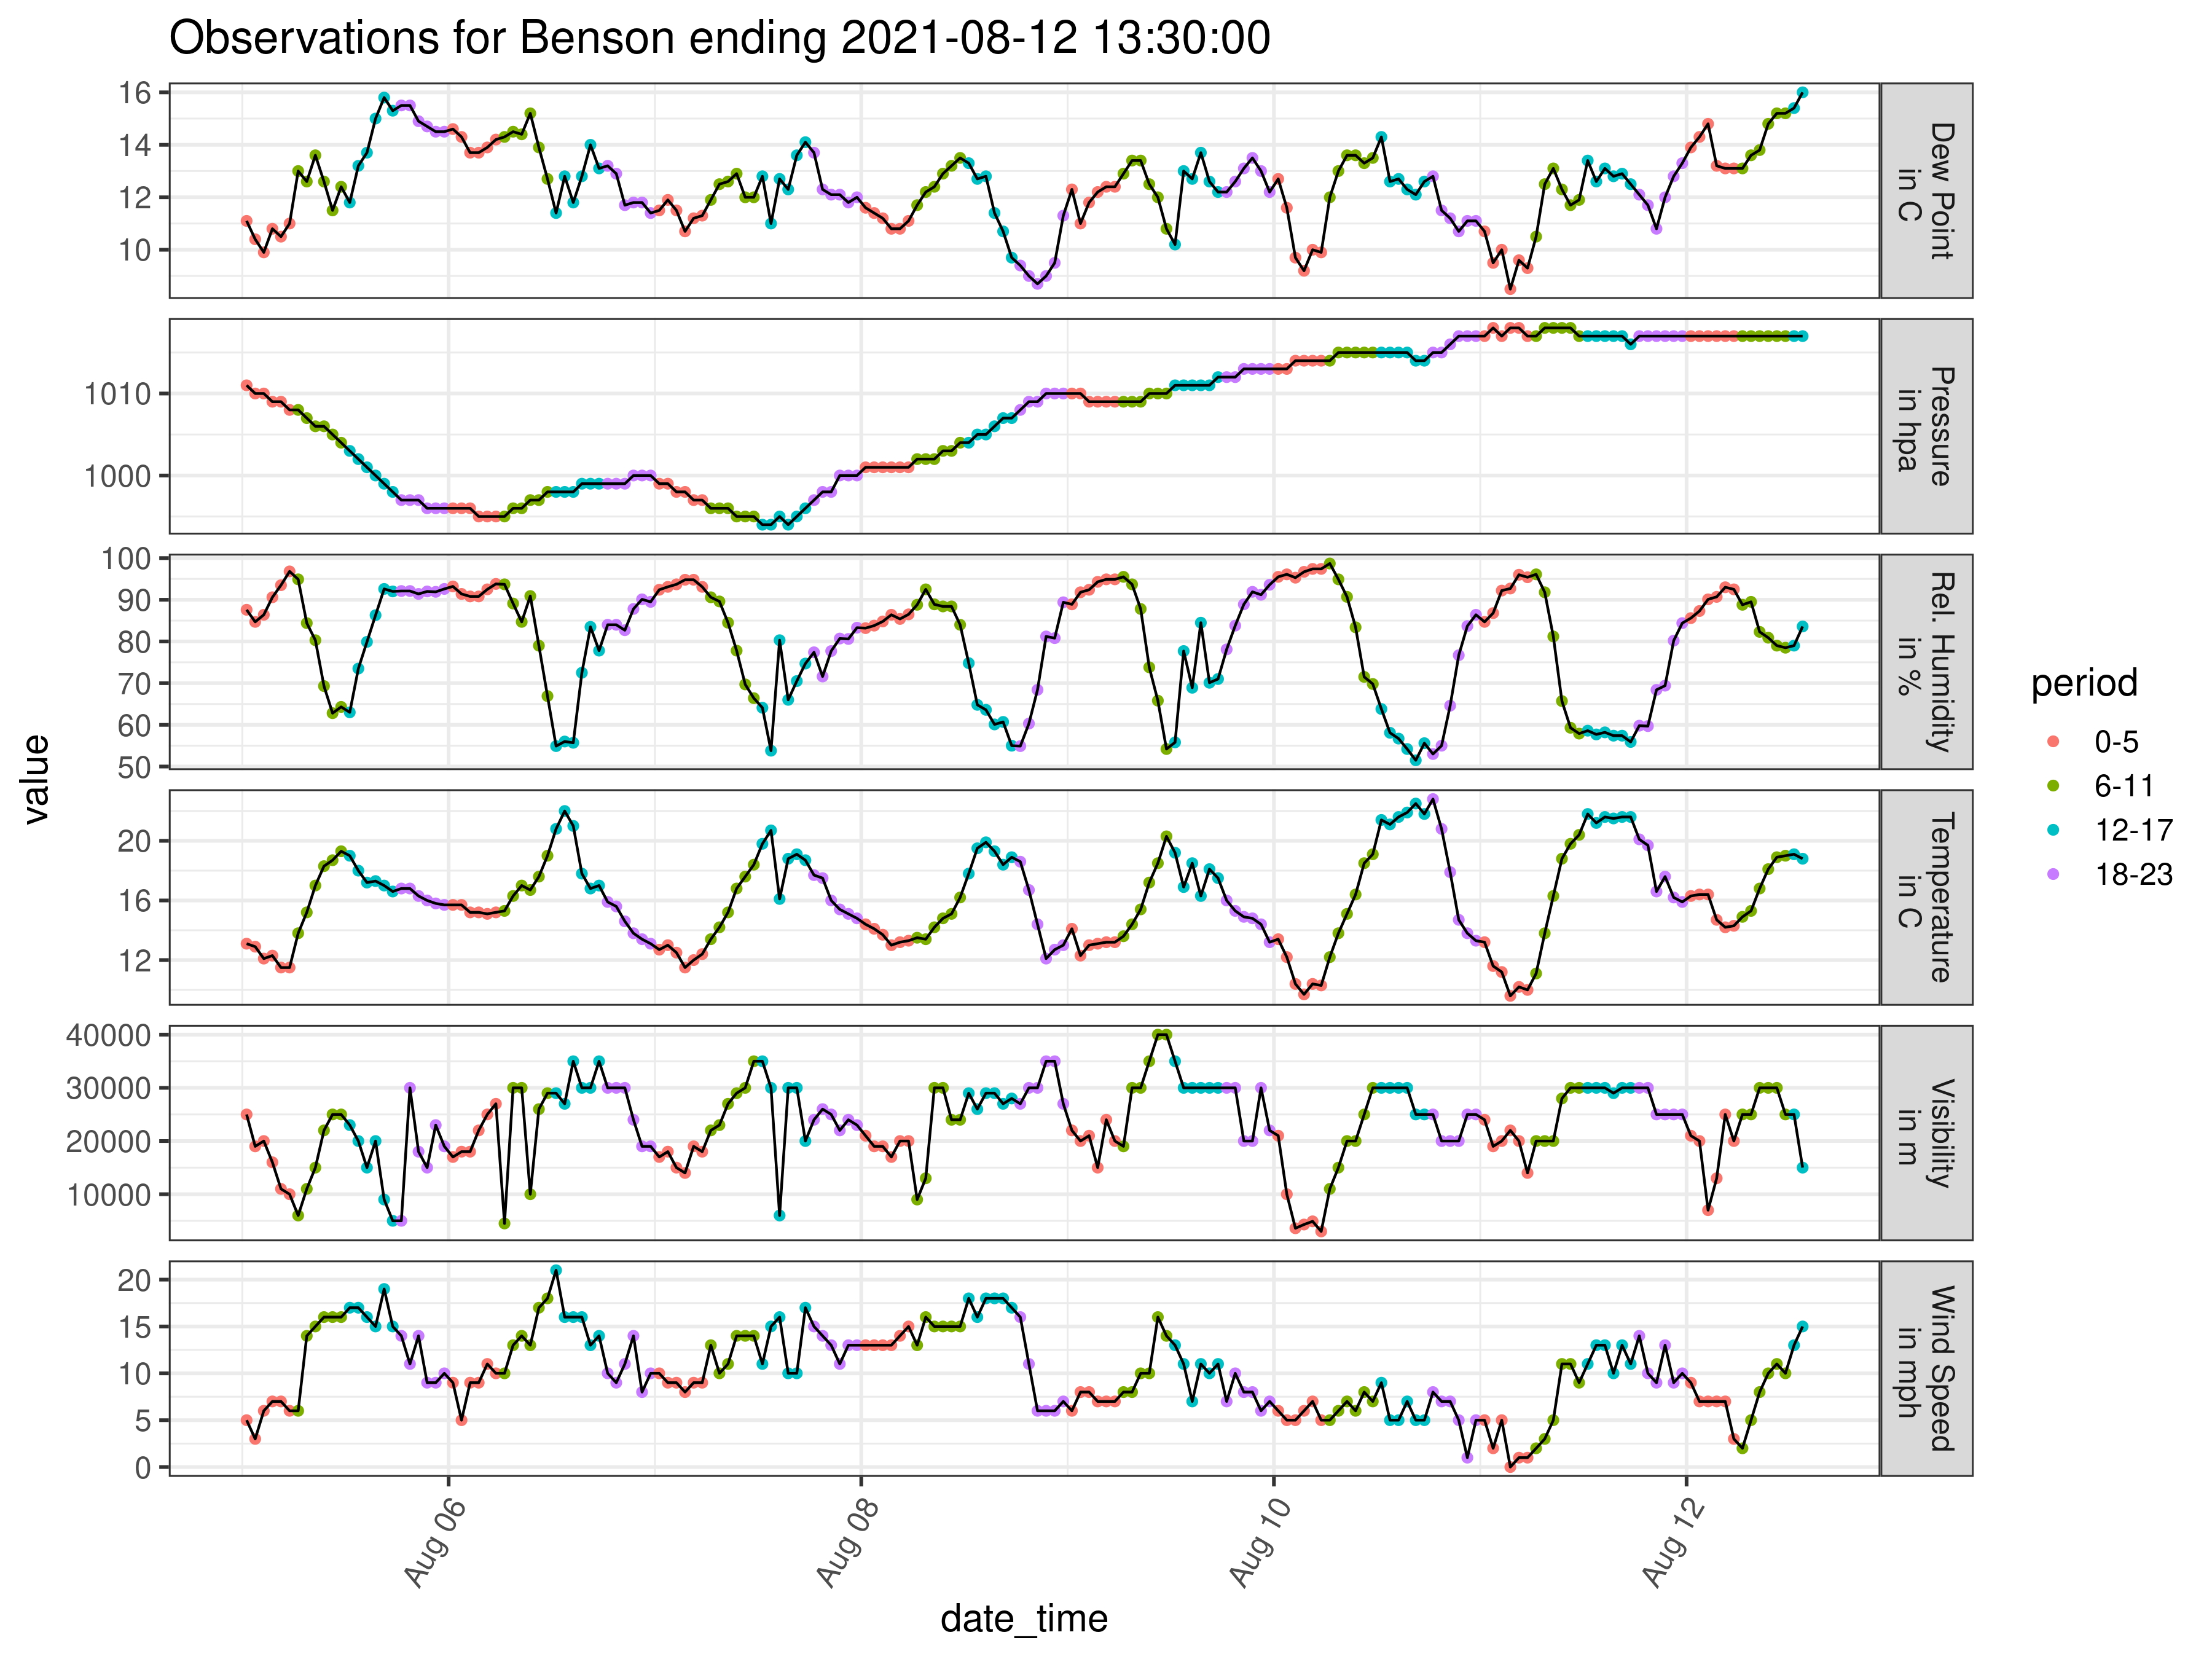 Observations for Benson ending 2021-08-12 13:30:00
value
16
14
12
10
Dew Point
in C
1010
1000
Pressure
in hpa
100
90
80
70
60
50
Rel. Humidity
in %
20
16
12
Temperature
in C
40000
30000
20000
10000
Visibility
in m
20
15
10
5
0
Wind Speed
in mph
Aug 06
Aug 08
Aug 10
Aug 12
date_time
period
0-5
6-11
12-17
18-23